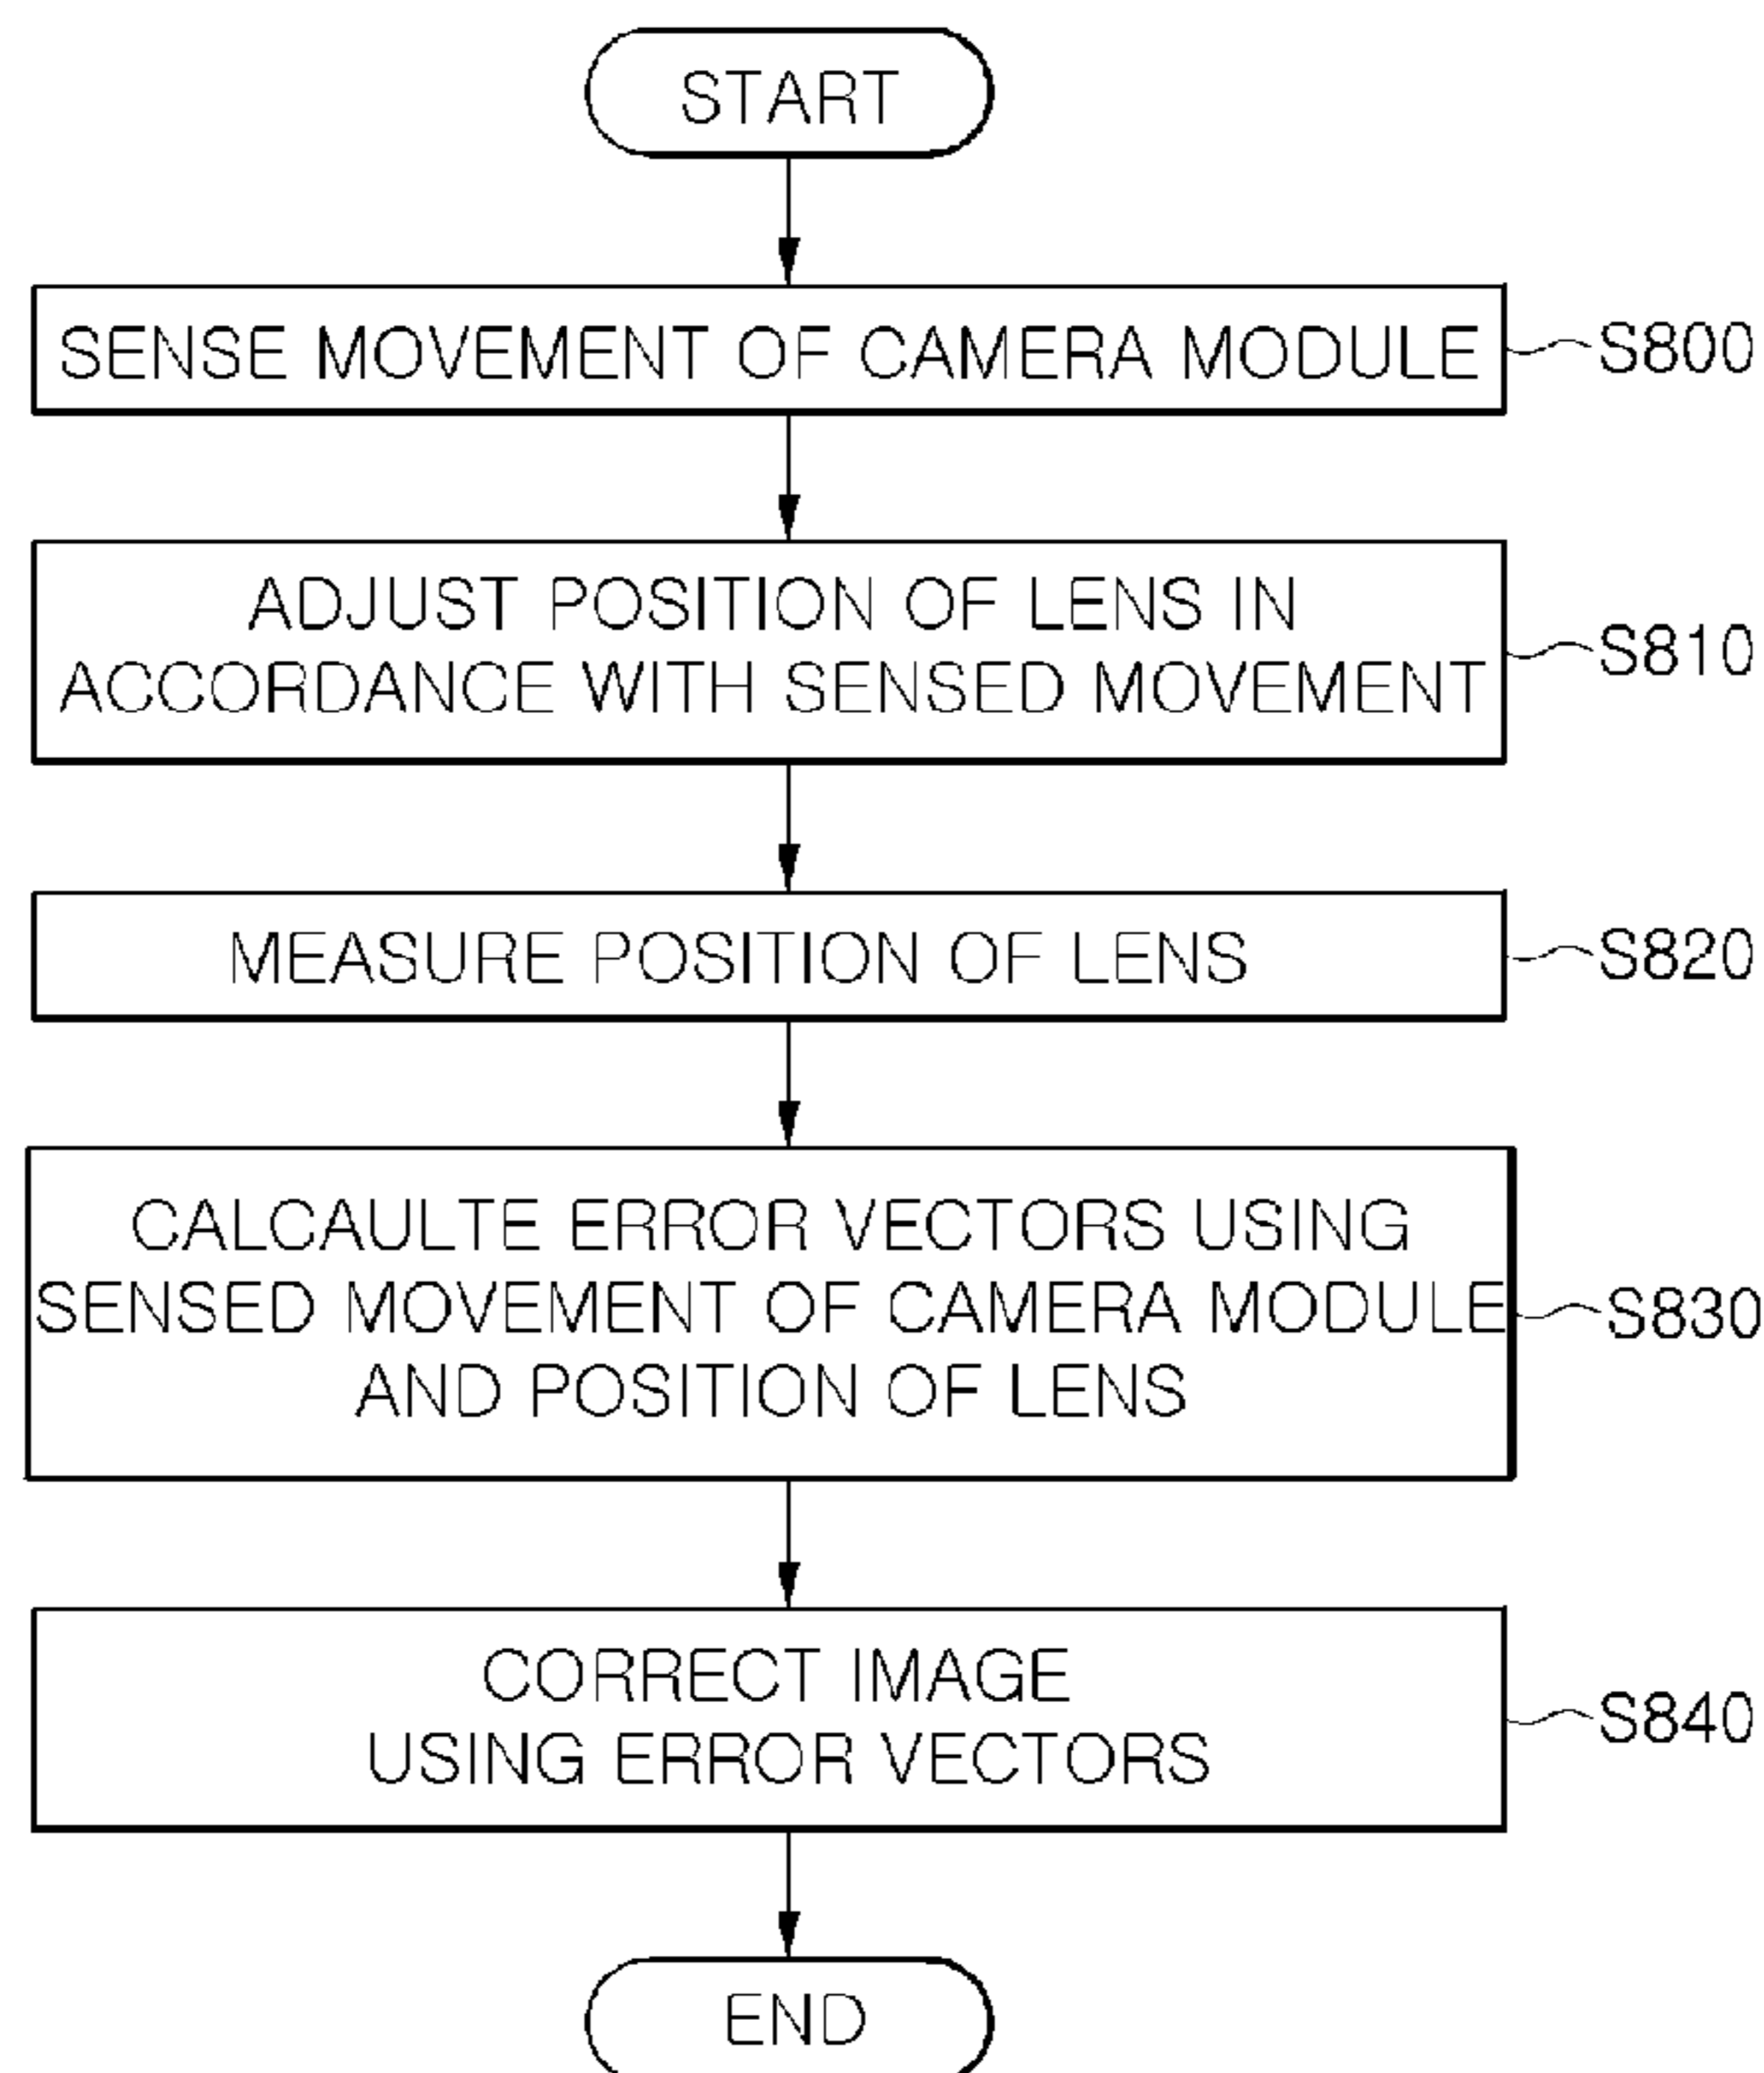 START
SENSE MOVEMENT OF CAMERA MODULE
S800
ADJUST POSITION OF LENS IN
ACCORDANCE WITH SENSED MOVEMENT
S810
MEASURE POSITION OF LENS
S820
CALCAULTE ERROR VECTORS USING
SENSED MOVEMENT OF CAMERA MODULE
AND POSITION OF LENS
S830
CORRECT IMAGE
USING ERROR VECTORS
S840
END